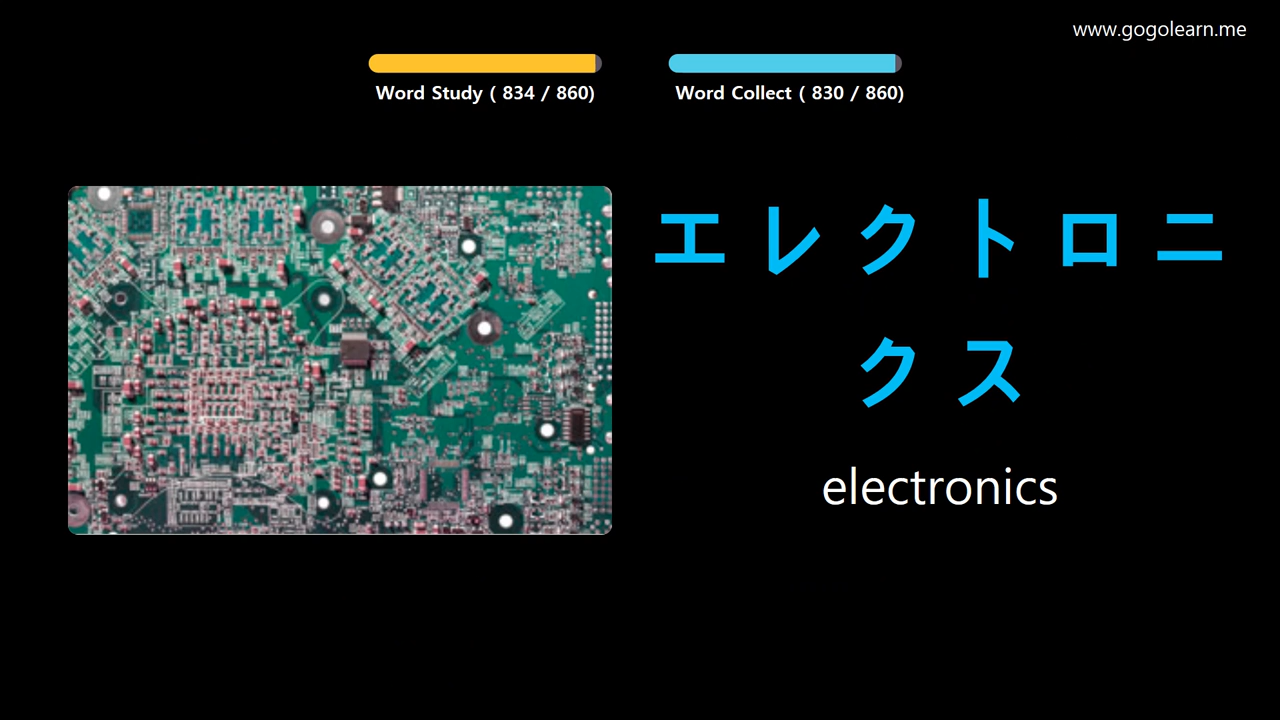 www.gogolearn.me
Word Study ( 834 / 860)
Word Collect ( 830 / 860)
エレクトロニ
クス
electronics